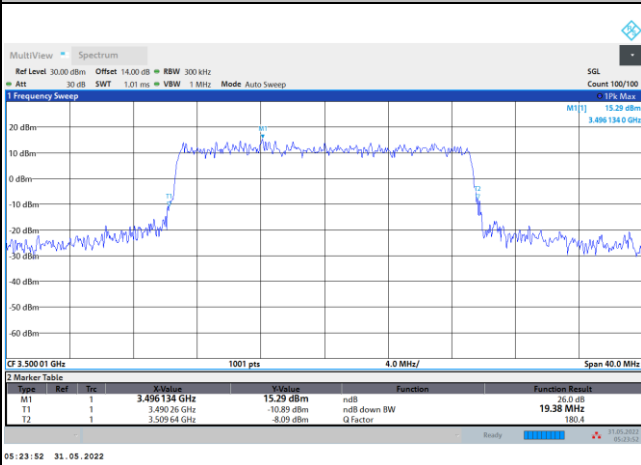 MultiView Spectrum
Ref Level 30.00 dBm Offset 14.00 dB RBW 300 kHz SGL
Att 30 dB SWT 1.01 ms VBW 1 MHz Mode Auto Sweep Count 100/100
1 Frequency Sweep 1Pk Max
M1[1] 15.29 dBm
3.496 134 0 GHz
20 dBm
M1
10 dBm
0 dBm
T1
T2
-10 dBm
-20 dBm
-30 dBm
-40 dBm
-50 dBm
-60 dBm
CF 3.500 01 GHz 1001 pts 4.0 MHz/ Span 40.0 MHz
2 Marker Table
Type Ref Trc X-Value Y-Value Function Function Result
M1 1 3.496 134 GHz 15.29 dBm ndB 26.0 dB
T1 1 3.490 26 GHz -10.89 dBm ndB down BW 19.38 MHz
T2 1 3.509 64 GHz -8.09 dBm Q Factor 180.4
Ready 31.05.2022
05:23:52
05:23:52 31.05.2022